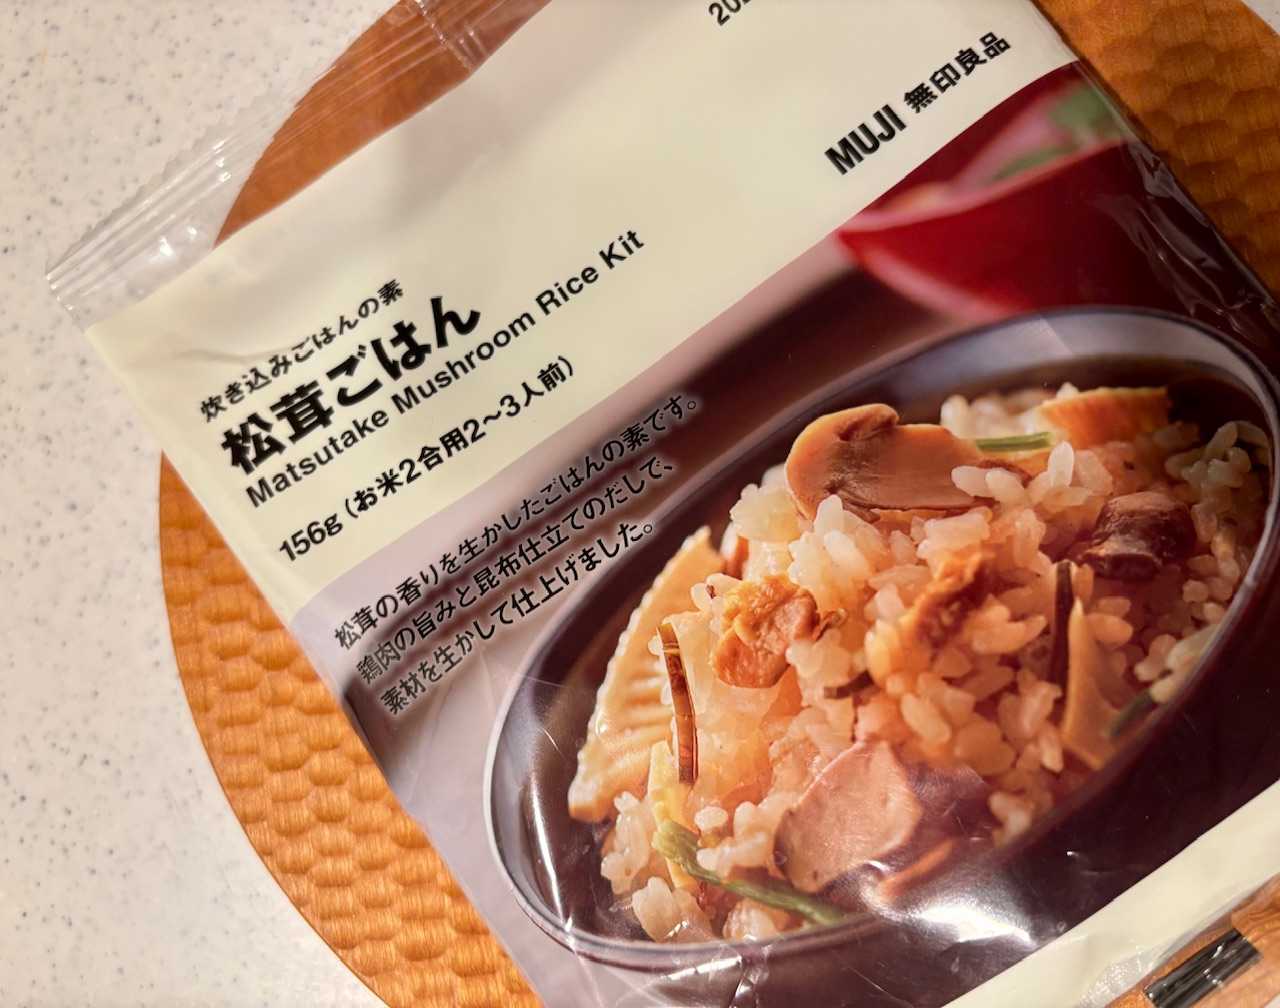 MUJI 無印良品
炊き込みごはんの素
松茸ごはん
Matsutake Mushroom Rice Kit
156g（お米2合用2～3人前）
松茸の香りを生かしたごはんの素です。
鶏肉の旨みと昆布仕立てのだしで、
素材を生かして仕上げました。